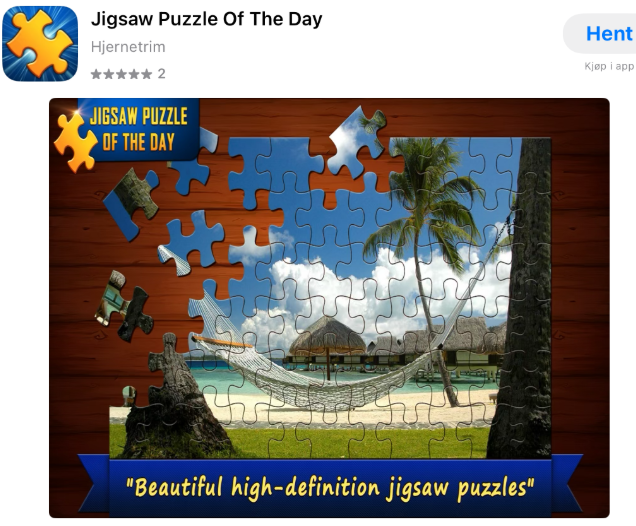 Jigsaw Puzzle Of The Day
Hjernetrim
★★★★★ 2
Hent
Kjøp i app
JIGSAW PUZZLE
OF THE DAY
"Beautiful high-definition jigsaw puzzles"